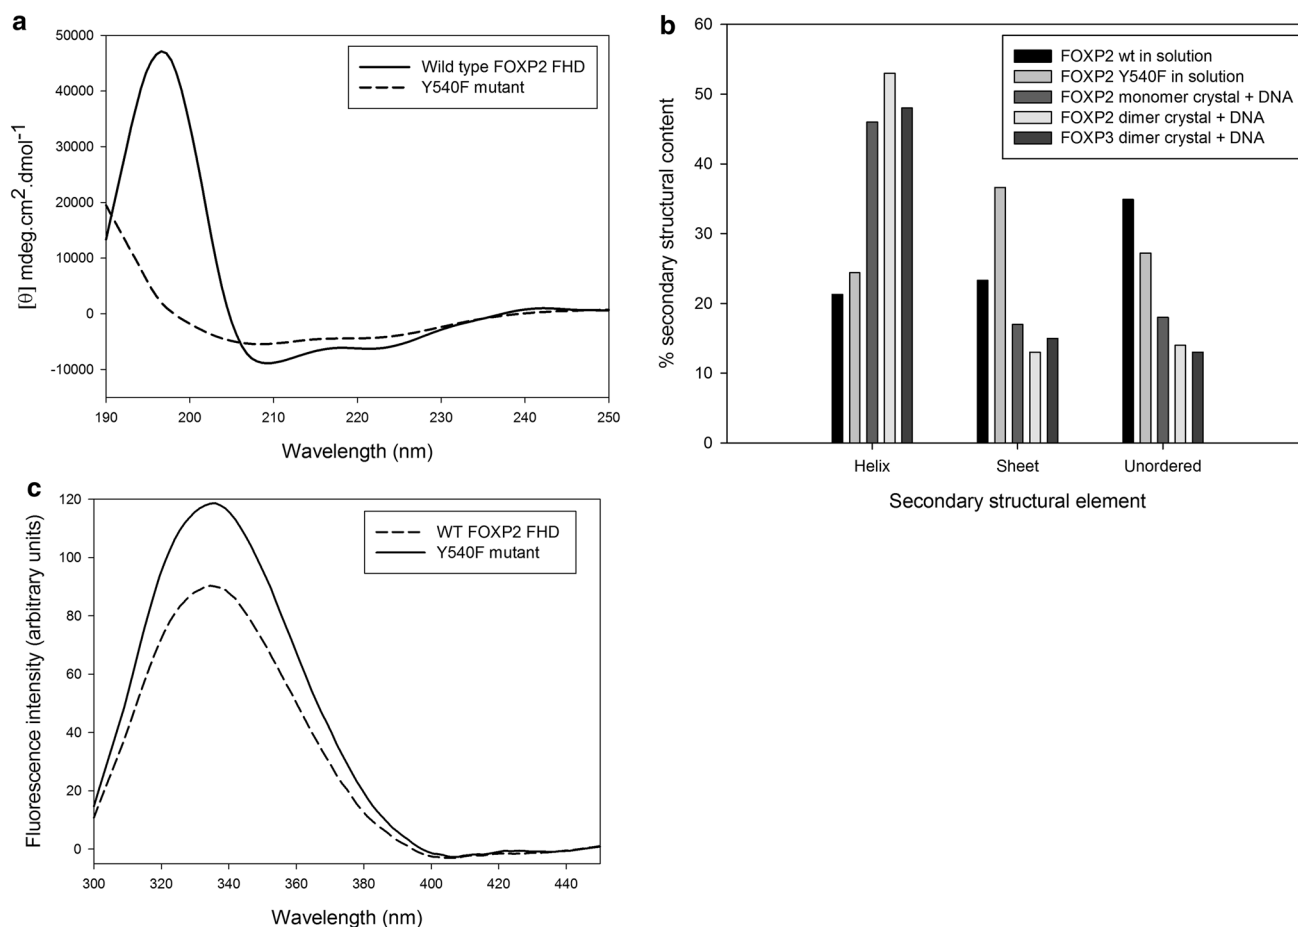 a
50000
40000
30000
20000
10000
0
-10000
190 200 210 220 230 240 250
[θ] mdeg.cm2.dmol-1
Wavelength (nm)
Wild type FOXP2 FHD
Y540F mutant
b
60
50
40
30
20
10
0
% secondary structural content
FOXP2 wt in solution
FOXP2 Y540F in solution
FOXP2 monomer crystal + DNA
FOXP2 dimer crystal + DNA
FOXP3 dimer crystal + DNA
Helix Sheet Unordered
Secondary structural element
c
120
100
80
60
40
20
0
300 320 340 360 380 400 420 440
Fluorescence intensity (arbitrary units)
Wavelength (nm)
WT FOXP2 FHD
Y540F mutant